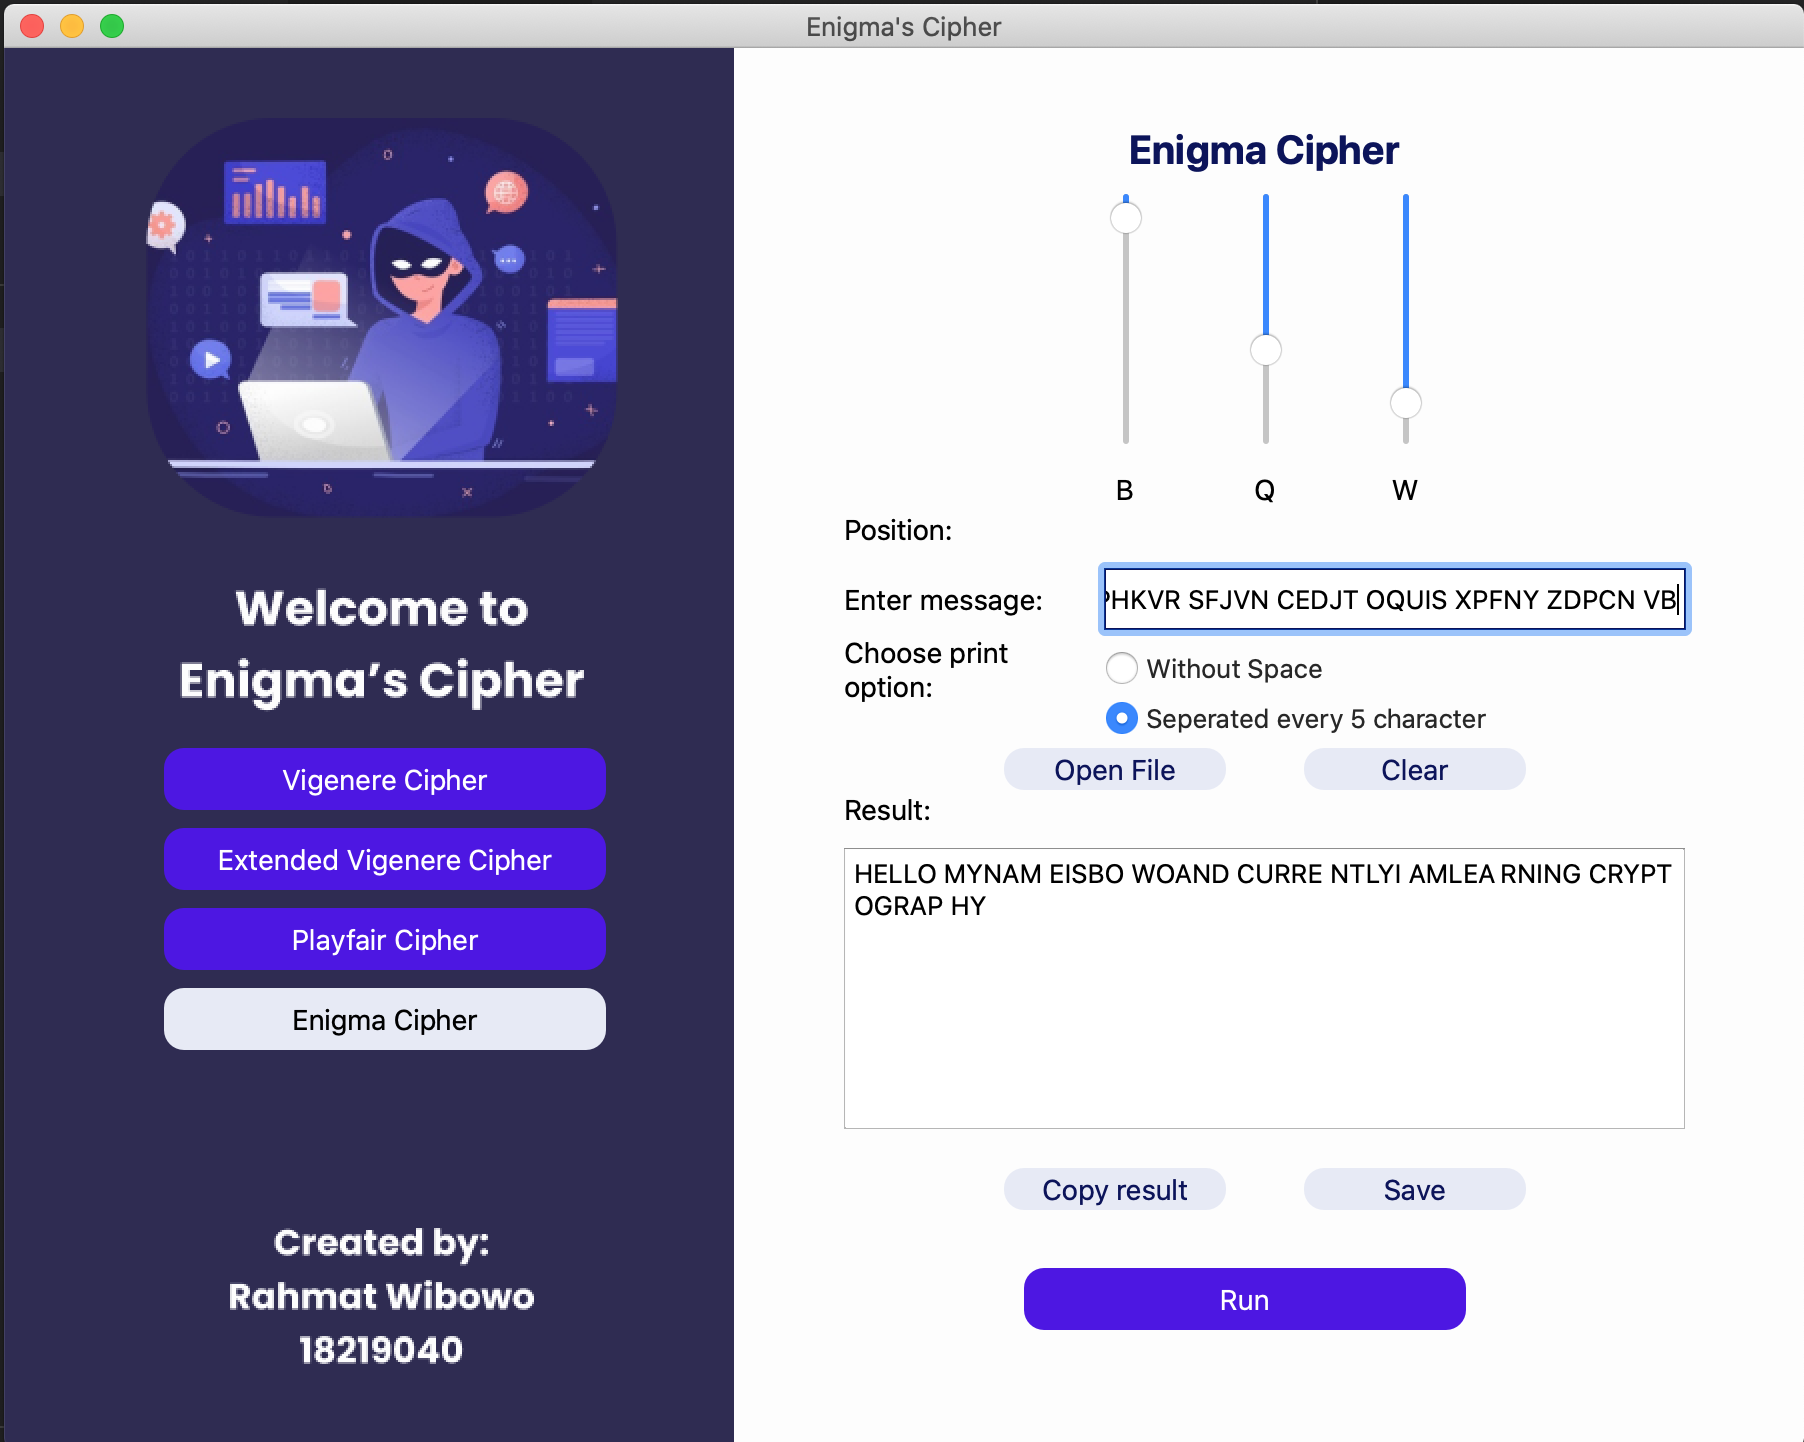 Enigma's Cipher
Welcome to
Enigma’s Cipher
Vigenere Cipher
Extended Vigenere Cipher
Playfair Cipher
Enigma Cipher
Created by:
Rahmat Wibowo
18219040
Enigma Cipher
B Q W
Position:
Enter message:
HKVR SFJVN CEDJT OQUIS XPFNY ZDPCN VB
Choose print
option:
Without Space
Seperated every 5 character
Open File
Clear
Result:
HELLO MYNAM EISBO WOAND CURRE NTLYI AMLEA RNING CRYPT
OGRAP HY
Copy result
Save
Run